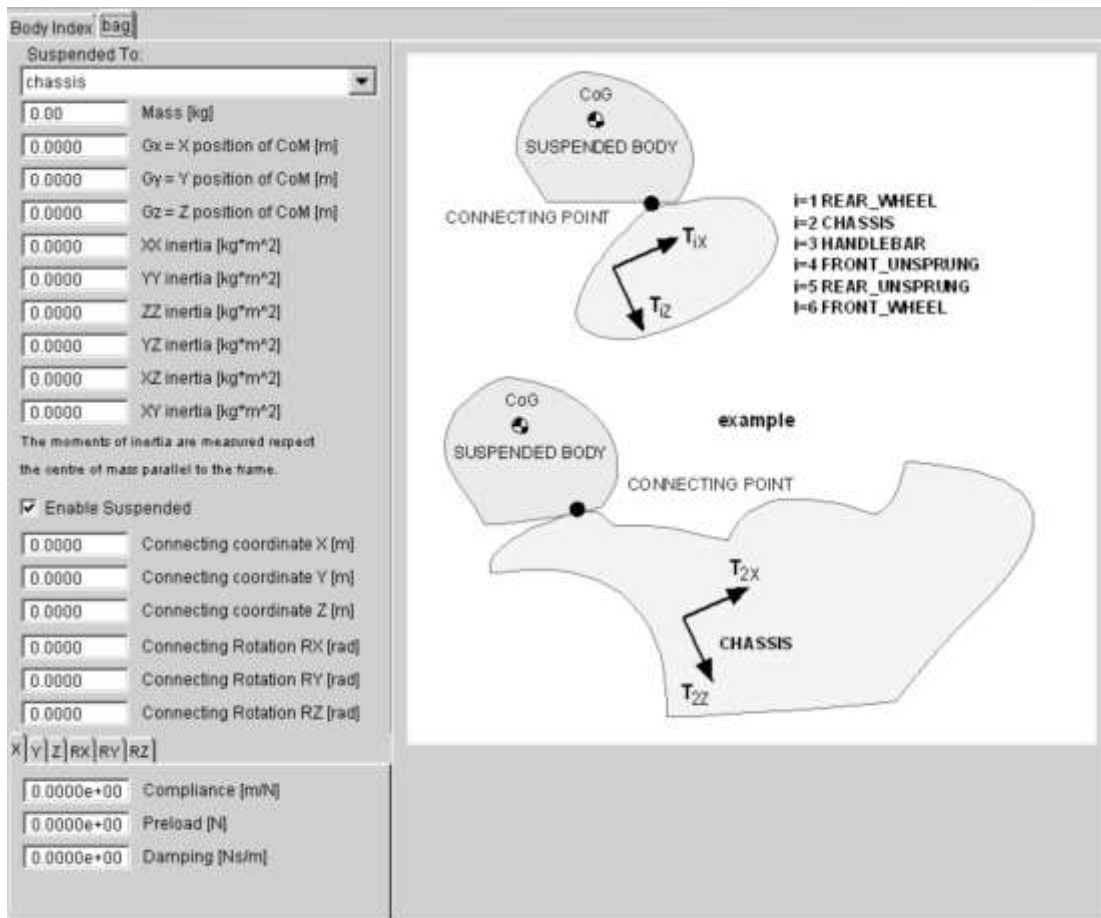 Body Index bag
Suspended To:
chassis
0.00 Mass [kg]
0.0000 Gx = X position of CoM [m]
0.0000 Gy = Y position of CoM [m]
0.0000 Gz = Z position of CoM [m]
0.0000 XX inertia [kg*m^2]
0.0000 YY inertia [kg*m^2]
0.0000 ZZ inertia [kg*m^2]
0.0000 YZ inertia [kg*m^2]
0.0000 XZ inertia [kg*m^2]
0.0000 XY inertia [kg*m^2]
The moments of inertia are measured respect
the centre of mass parallel to the frame.
Enable Suspended
0.0000 Connecting coordinate X [m]
0.0000 Connecting coordinate Y [m]
0.0000 Connecting coordinate Z [m]
0.0000 Connecting Rotation RX [rad]
0.0000 Connecting Rotation RY [rad]
0.0000 Connecting Rotation RZ [rad]
X Y Z RX RY RZ
0.0000e+00 Compliance [m/N]
0.0000e+00 Preload [N]
0.0000e+00 Damping [Ns/m]
CoG
SUSPENDED BODY
CONNECTING POINT
TiX
TiZ
i=1 REAR_WHEEL
i=2 CHASSIS
i=3 HANDLEBAR
i=4 FRONT_UNSPRUNG
i=5 REAR_UNSPRUNG
i=6 FRONT_WHEEL
CoG
SUSPENDED BODY
example
CONNECTING POINT
T2X
CHASSIS
T2Z